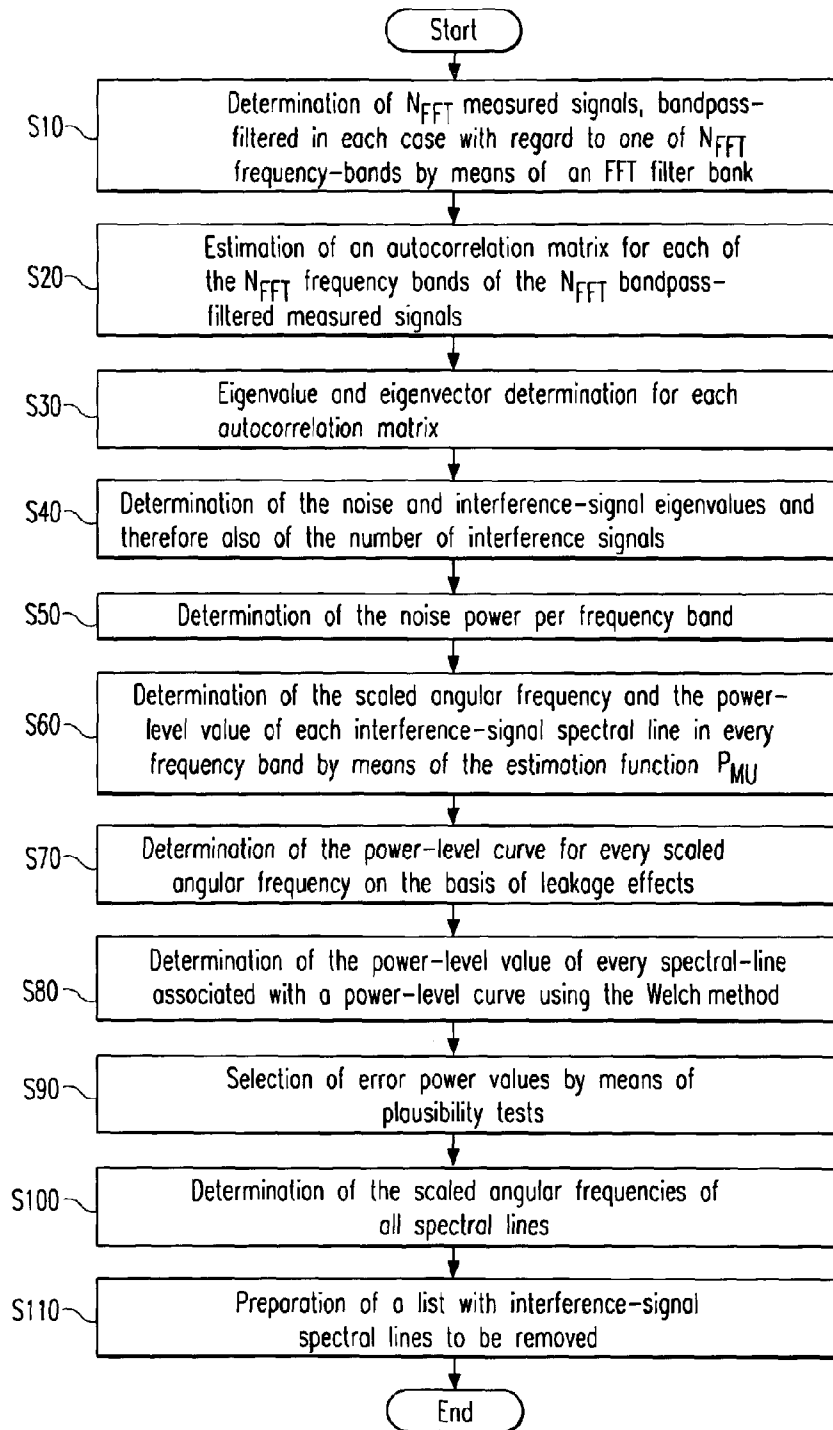 Start
S10
Determination of NFFT measured signals, bandpass-
filtered in each case with regard to one of NFFT
frequency-bands by means of an FFT filter bank
S20
Estimation of an autocorrelation matrix for each of
the NFFT frequency bands of the NFFT bandpass-
filtered measured signals
S30
Eigenvalue and eigenvector determination for each
autocorrelation matrix
S40
Determination of the noise and interference-signal eigenvalues and
therefore also of the number of interference signals
S50
Determination of the noise power per frequency band
S60
Determination of the scaled angular frequency and the power-
level value of each interference-signal spectral line in every
frequency band by means of the estimation function PMU
S70
Determination of the power-level curve for every scaled
angular frequency on the basis of leakage effects
S80
Determination of the power-level value of every spectral-line
associated with a power-level curve using the Welch method
S90
Selection of error power values by means of
plausibility tests
S100
Determination of the scaled angular frequencies of
all spectral lines
S110
Preparation of a list with interference-signal
spectral lines to be removed
End